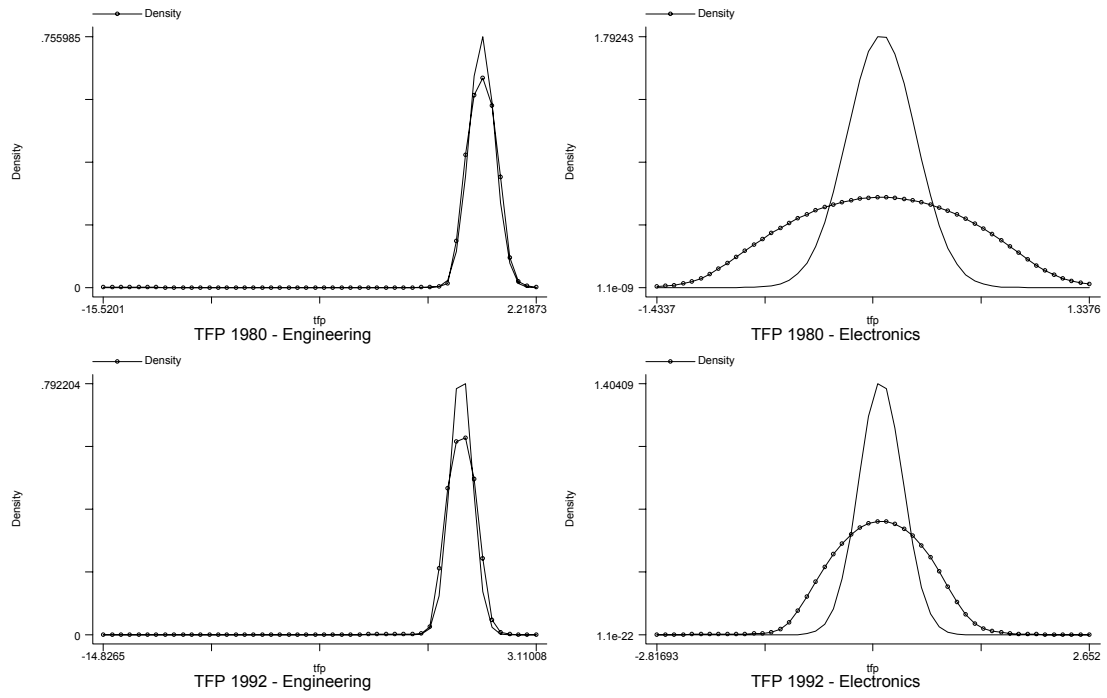 Density
.755985
Density
0
-15.5201
2.21873
tfp
TFP 1980 - Engineering
Density
1.79243
Density
1.1e-09
-1.4337
1.3376
tfp
TFP 1980 - Electronics
Density
.792204
Density
0
-14.8265
3.11008
tfp
TFP 1992 - Engineering
Density
1.40409
Density
1.1e-22
-2.81693
2.652
tfp
TFP 1992 - Electronics